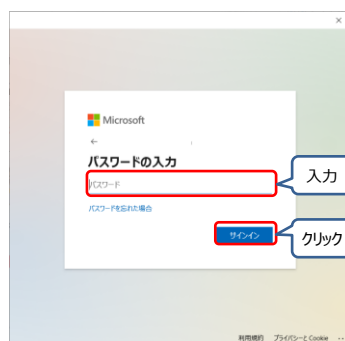 Microsoft
パスワードの入力
パスワード
入力
パスワードを忘れた場合
サインイン
クリック
利用規約 プライバシーと Cookie